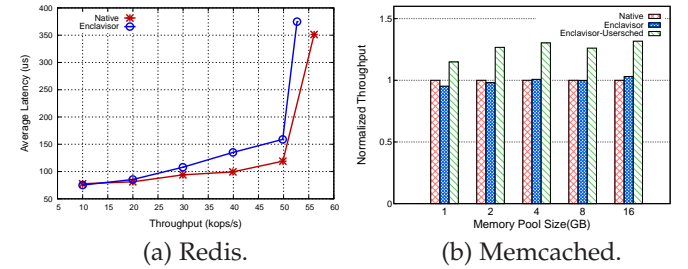 400
350
300
250
200
150
100
50
Average Latency (us)
Native
Enclavisor
5 10 15 20 25 30 35 40 45 50 55 60
Throughput (kops/s)
(a) Redis.
1.5
1
0.5
0
Normalized Throughput
Native
Enclavisor
Enclavisor-Usersched
1 2 4 8 16
Memory Pool Size(GB)
(b) Memcached.